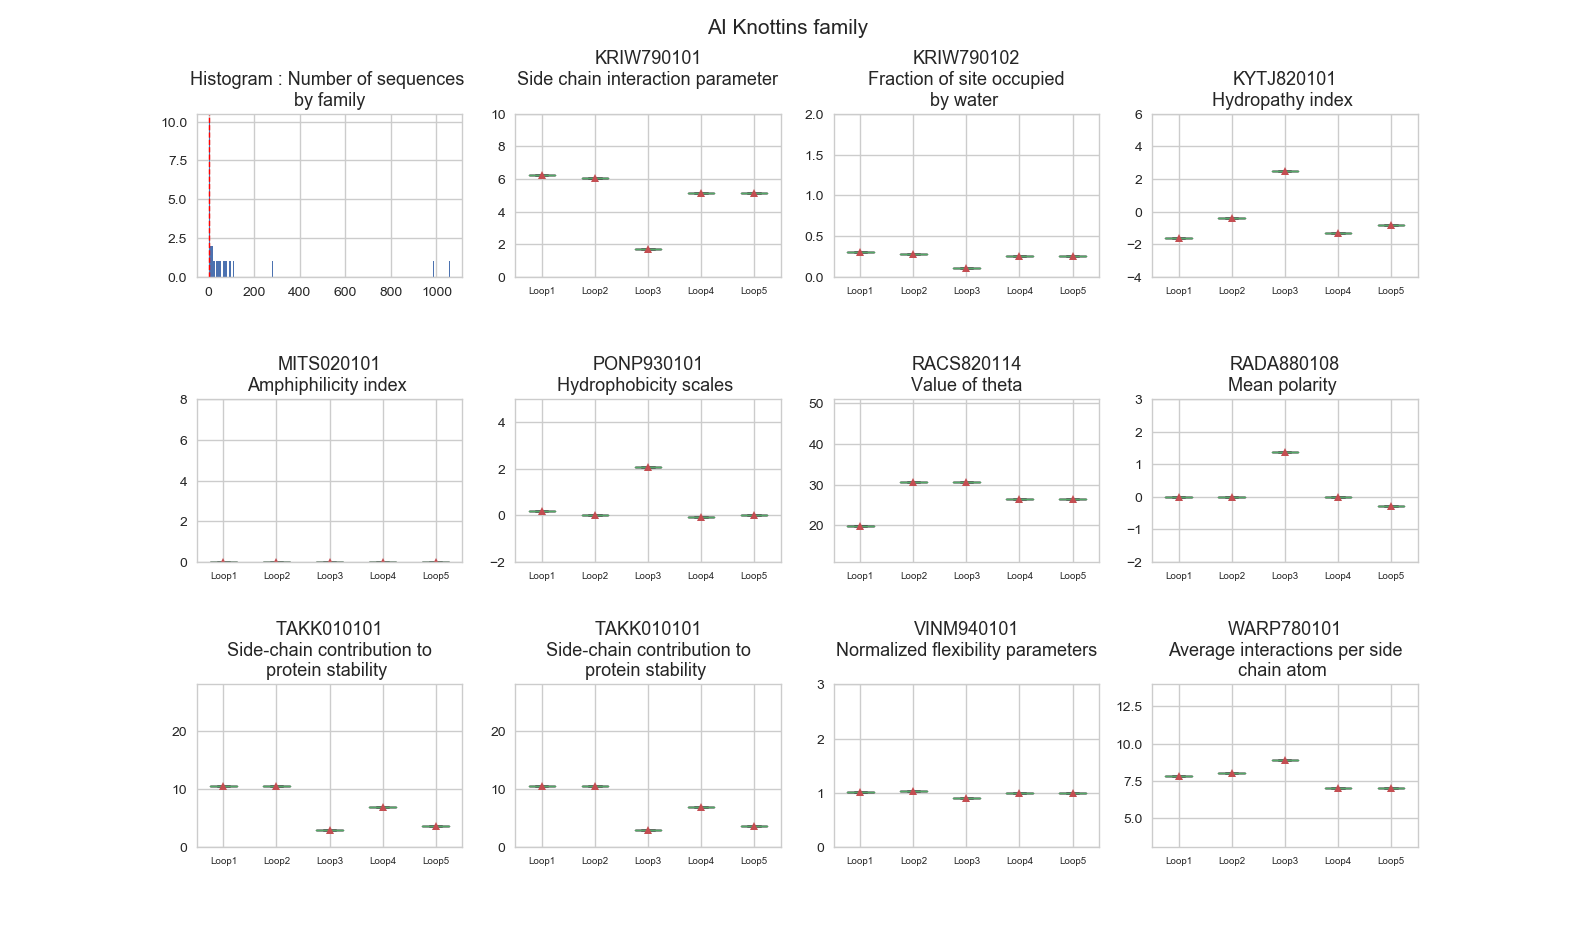 AI Knottins family
Histogram : Number of sequences
by family
10.0
7.5
5.0
2.5
0.0
0 200 400 600 800 1000
KRIW790101
Side chain interaction parameter
10
8
6
4
2
0
Loop1 Loop2 Loop3 Loop4 Loop5
KRIW790102
Fraction of site occupied
by water
2.0
1.5
1.0
0.5
0.0
Loop1 Loop2 Loop3 Loop4 Loop5
KYTJ820101
Hydropathy index
6
4
2
0
−2
−4
Loop1 Loop2 Loop3 Loop4 Loop5
MITS020101
Amphiphilicity index
8
6
4
2
0
Loop1 Loop2 Loop3 Loop4 Loop5
PONP930101
Hydrophobicity scales
4
2
0
−2
Loop1 Loop2 Loop3 Loop4 Loop5
RACS820114
Value of theta
50
40
30
20
Loop1 Loop2 Loop3 Loop4 Loop5
RADA880108
Mean polarity
3
2
1
0
−1
−2
Loop1 Loop2 Loop3 Loop4 Loop5
TAKK010101
Side-chain contribution to
protein stability
20
10
0
Loop1 Loop2 Loop3 Loop4 Loop5
TAKK010101
Side-chain contribution to
protein stability
20
10
0
Loop1 Loop2 Loop3 Loop4 Loop5
VINM940101
Normalized flexibility parameters
3
2
1
0
Loop1 Loop2 Loop3 Loop4 Loop5
WARP780101
Average interactions per side
chain atom
12.5
10.0
7.5
5.0
Loop1 Loop2 Loop3 Loop4 Loop5